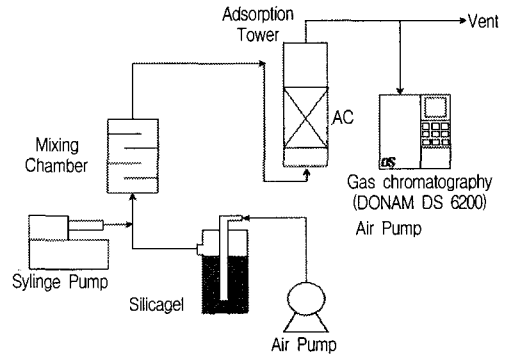 Adsorption
Tower
Vent
AC
Mixing
Chamber
DS
Gas chromatography
(DONAM DS 6200)
Air Pump
Sylinge Pump
Silicagel
Air Pump